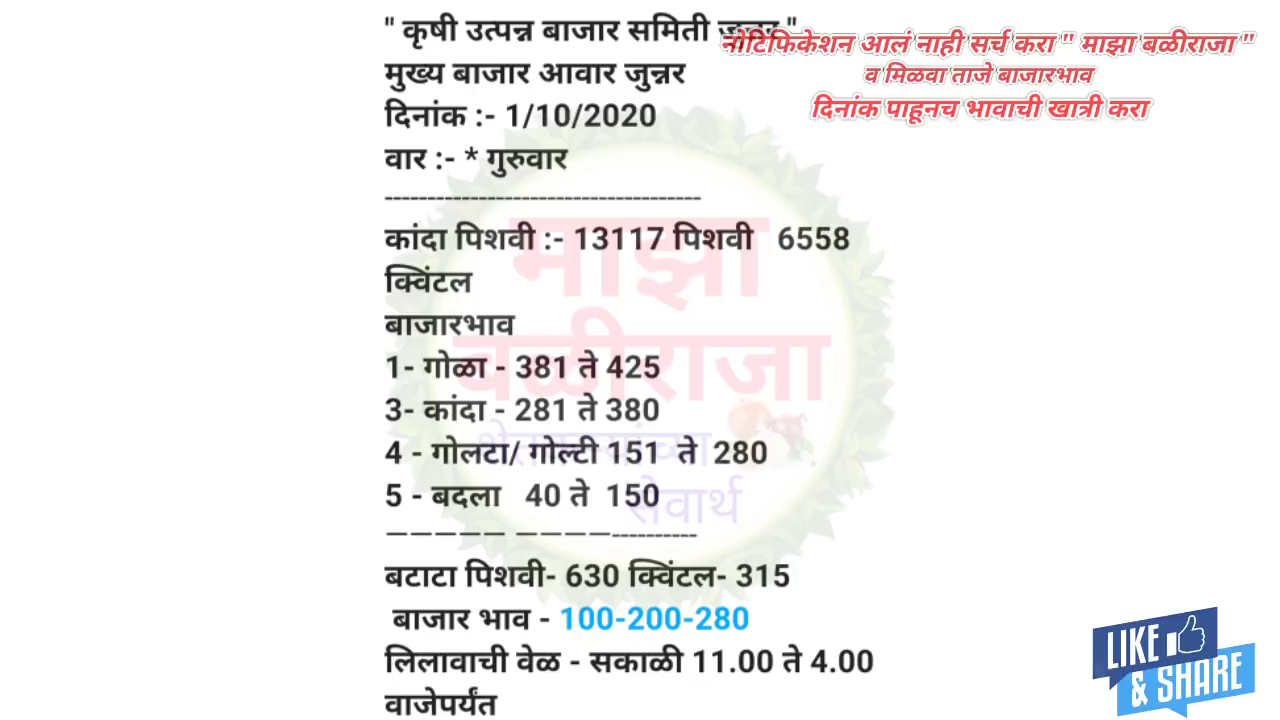 " कृषी उत्पन्न बाजार समिती जुन्नर "
नोटिफिकेशन आलं नाही सर्च करा " माझा बळीराजा "
व मिळवा ताजे बाजारभाव
दिनांक पाहूनच भावाची खात्री करा
मुख्य बाजार आवार जुन्नर
दिनांक :- 1/10/2020
वार :- * गुरुवार
-------------------------------------
कांदा पिशवी :- 13117 पिशवी 6558
क्विंटल
बाजारभाव
1- गोळा - 381 ते 425
3- कांदा - 281 ते 380
4 - गोलटा/ गोल्टी 151 ते 280
5 - बदला 40 ते 150
————— ————----------
बटाटा पिशवी- 630 क्विंटल- 315
बाजार भाव - 100-200-280
लिलावाची वेळ - सकाळी 11.00 ते 4.00
वाजेपर्यंत
माझा
बळीराजा
सेवार्थ
LIKE
& SHARE